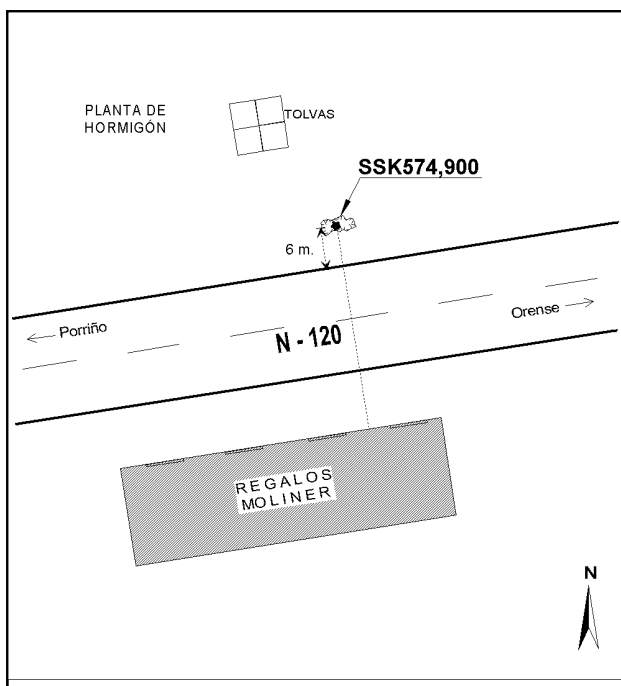 PLANTA DE
HORMIGÓN
TOLVAS
SSK574,900
6 m.
Porriño
Orense
N - 120
REGALOS
MOLINER
N